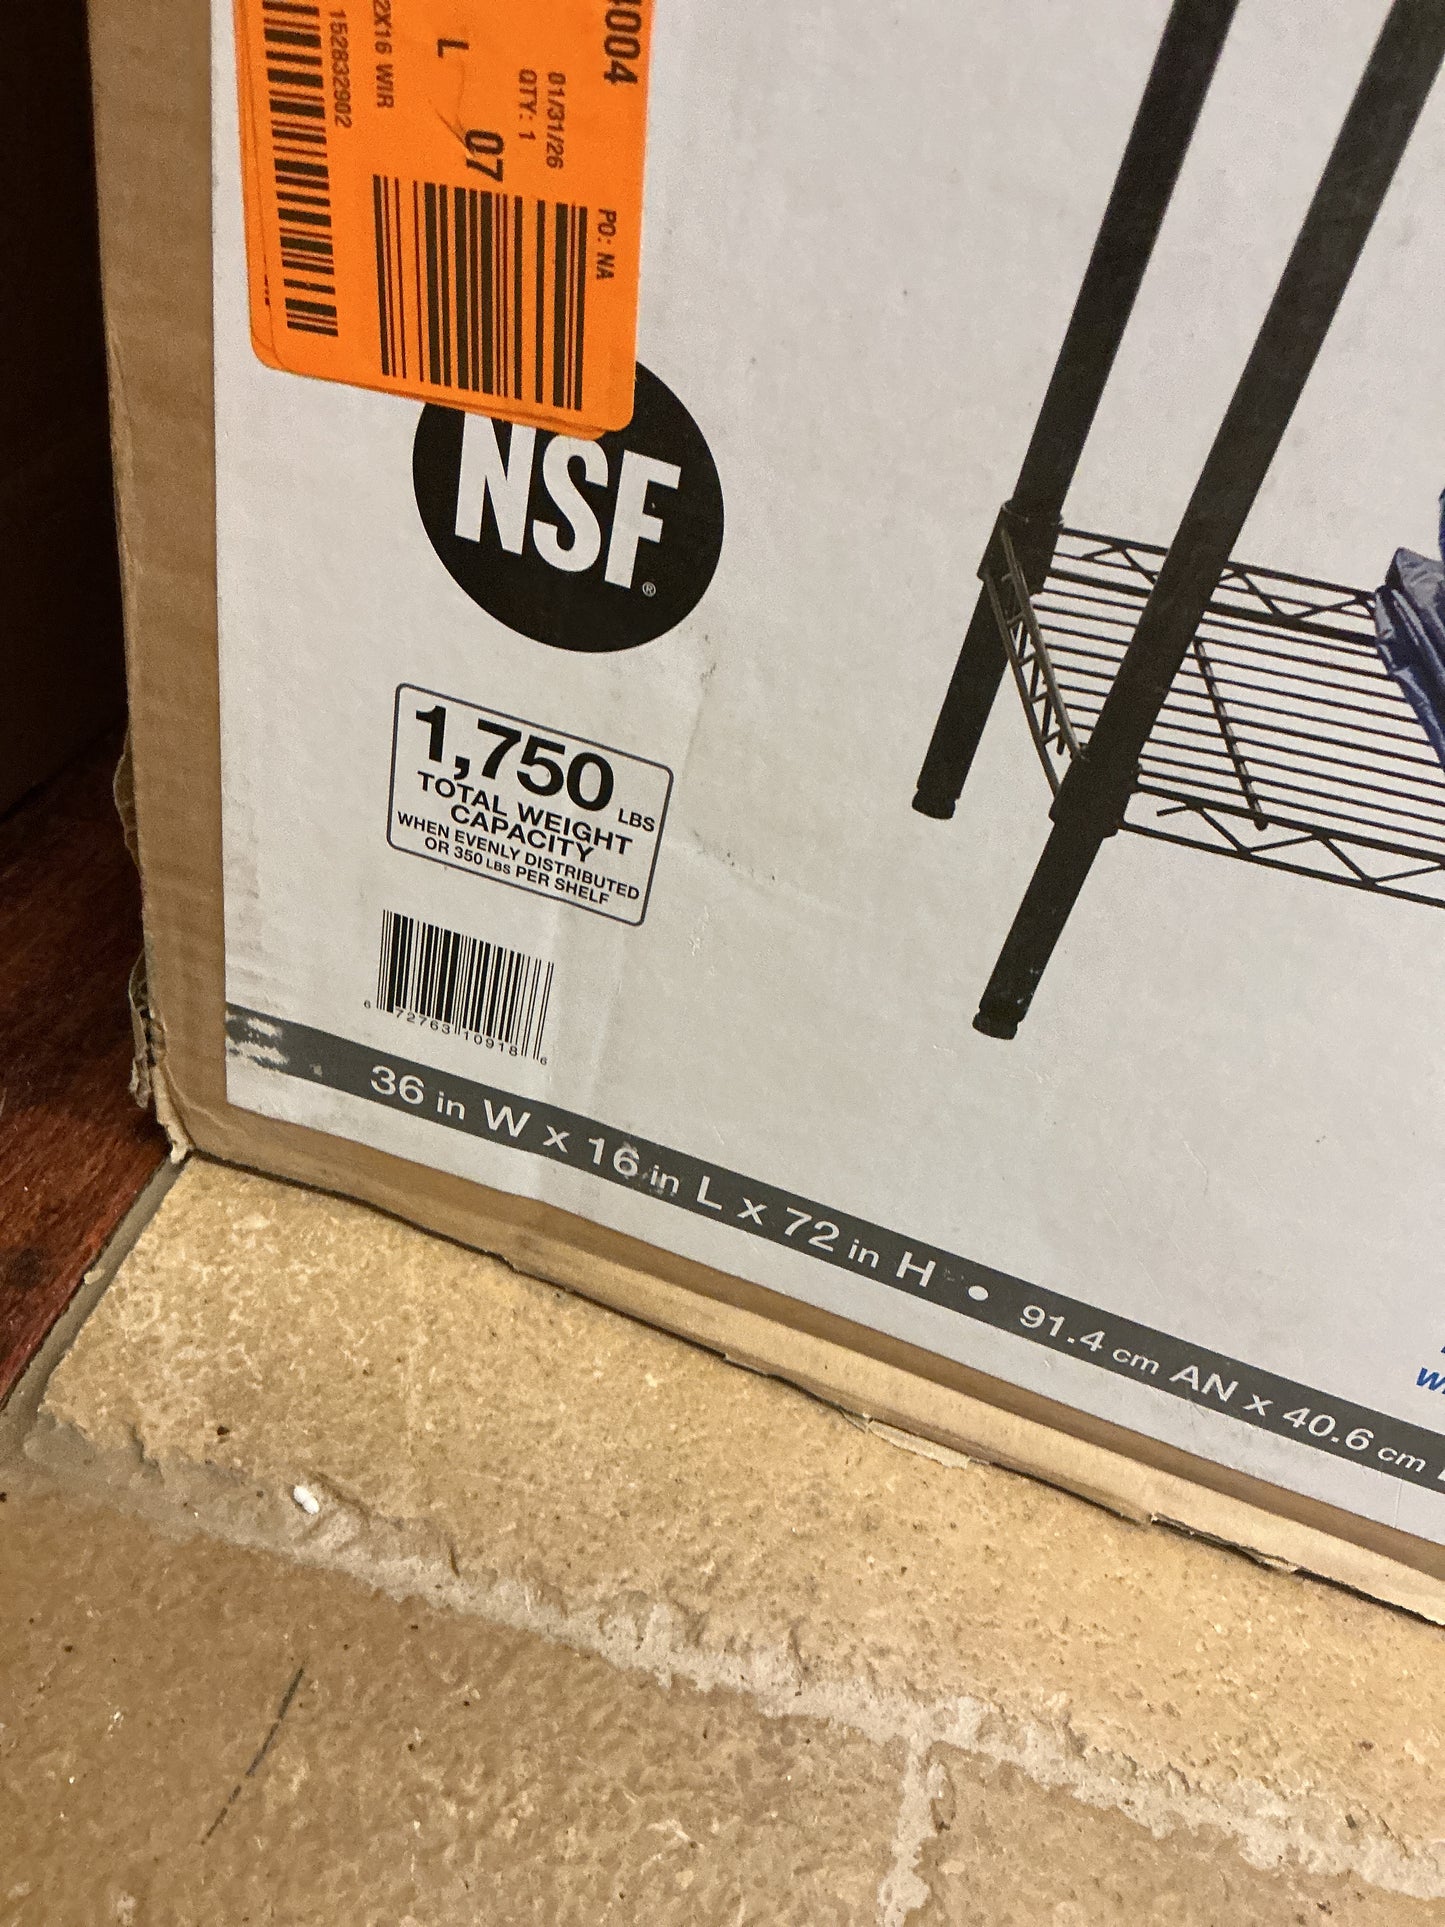 004
01/31/26
QTY: 1
L
07
PO: NA
2X16 WIR
152832902
NSF®
1,750 LBS
TOTAL WEIGHT
CAPACITY
WHEN EVENLY DISTRIBUTED
OR 350 LBS PER SHELF
6 72763 10918 6
36 in W x 16 in L x 72 in H • 91.4 cm AN x 40.6 cm